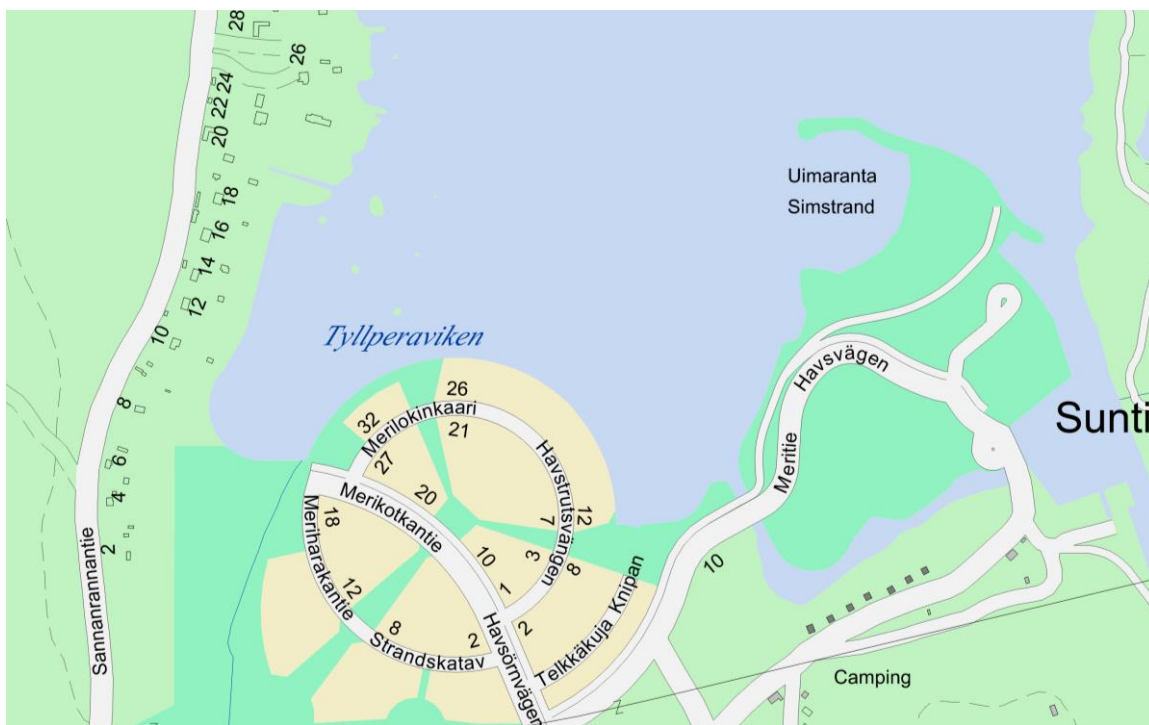 28
26
24
22
20
18
16
14
12
10
8
6
4
2
Sannanrannantie
Uimaranta
Simstrand
Tyllperaviken
Havsvägen
Meritie
10
Sunti
26
32
Merilokinkaari
21
27
Havstrutsvängen
20
Merikotkantie
18
Meriharakantie
12
7
10
3
8
1
12
8
2
2
Telkkäkuja Knipan
Strandskatav
Havsörnvägen
Camping